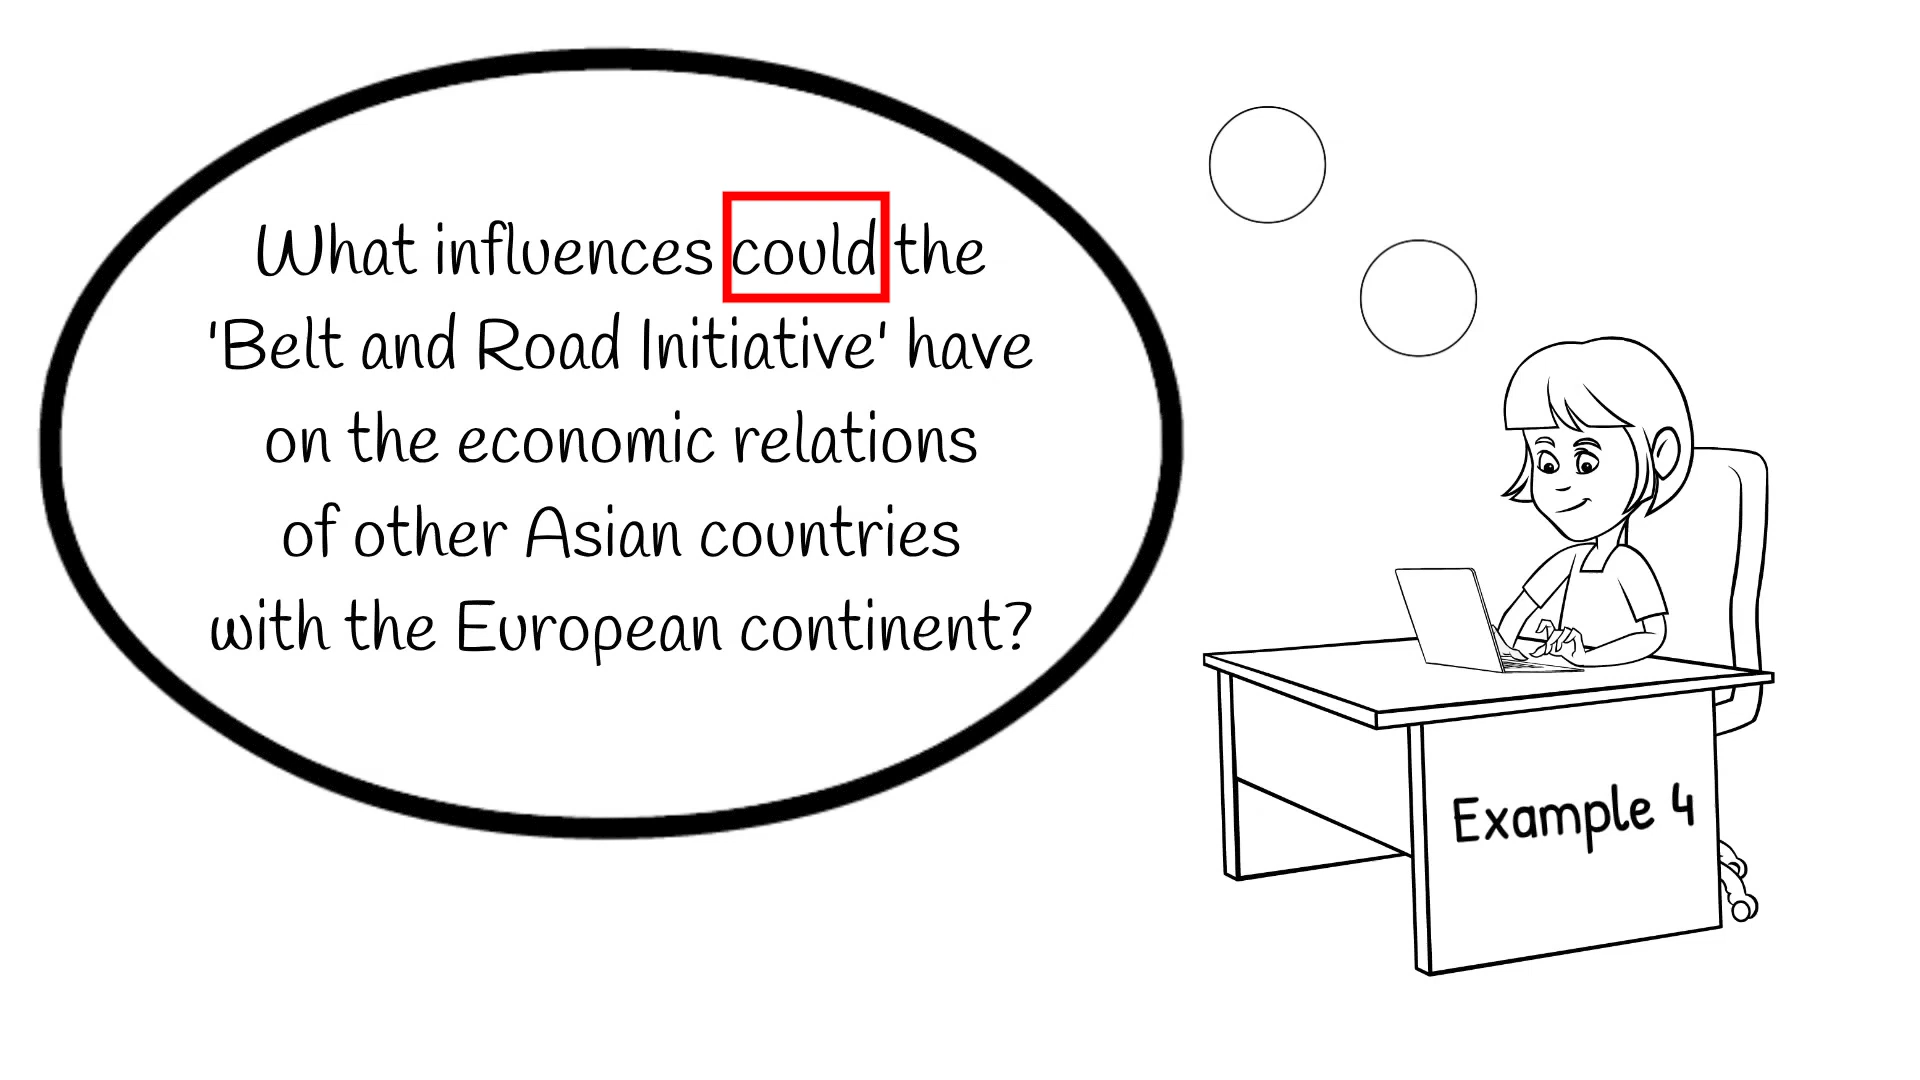 What influences could the
'Belt and Road Initiative' have
on the economic relations
of other Asian countries
with the European continent?
Example 4